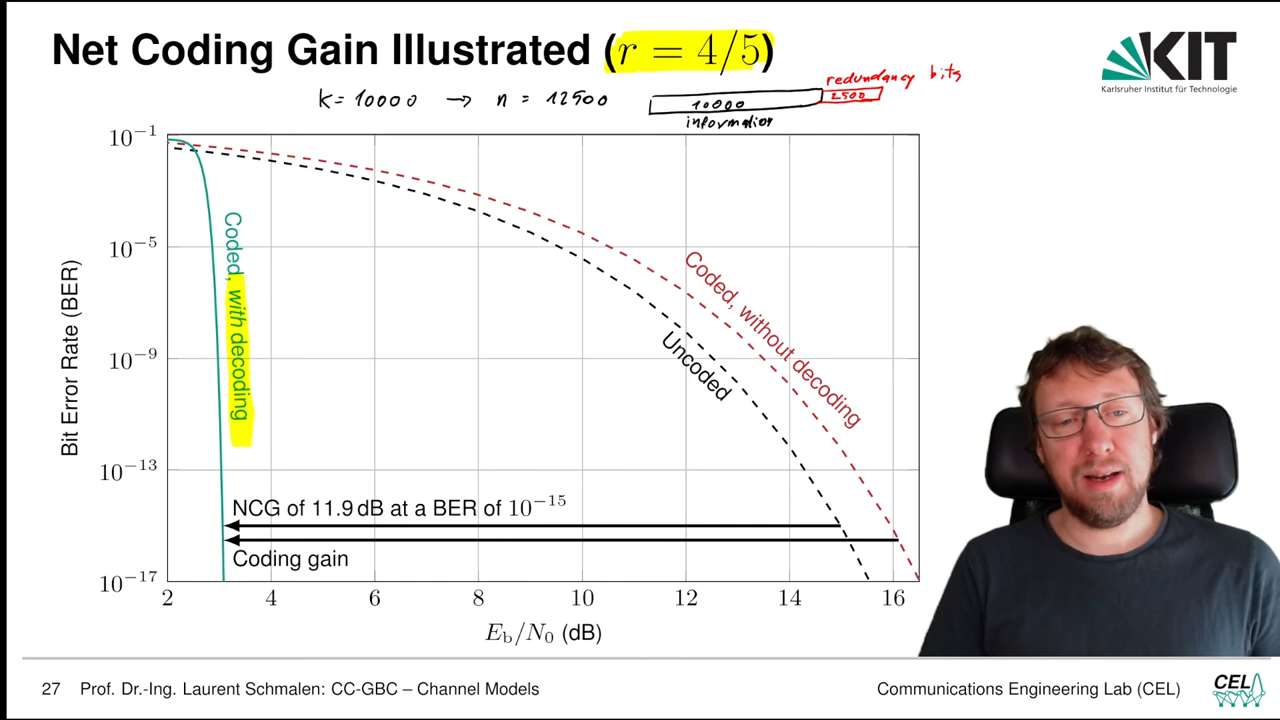 Net Coding Gain Illustrated (r = 4/5)
KIT
Karlsruher Institut für Technologie
k = 10000 → n = 12500
redundancy bits
10000
2500
information
10^{-1}
10^{-5}
10^{-9}
10^{-13}
10^{-17}
Bit Error Rate (BER)
Coded, with decoding
Coded, without decoding
Uncoded
NCG of 11.9 dB at a BER of 10^{-15}
Coding gain
2 4 6 8 10 12 14 16
E_b/N_0 (dB)
27 Prof. Dr.-Ing. Laurent Schmalen: CC-GBC – Channel Models
Communications Engineering Lab (CEL)
CEL